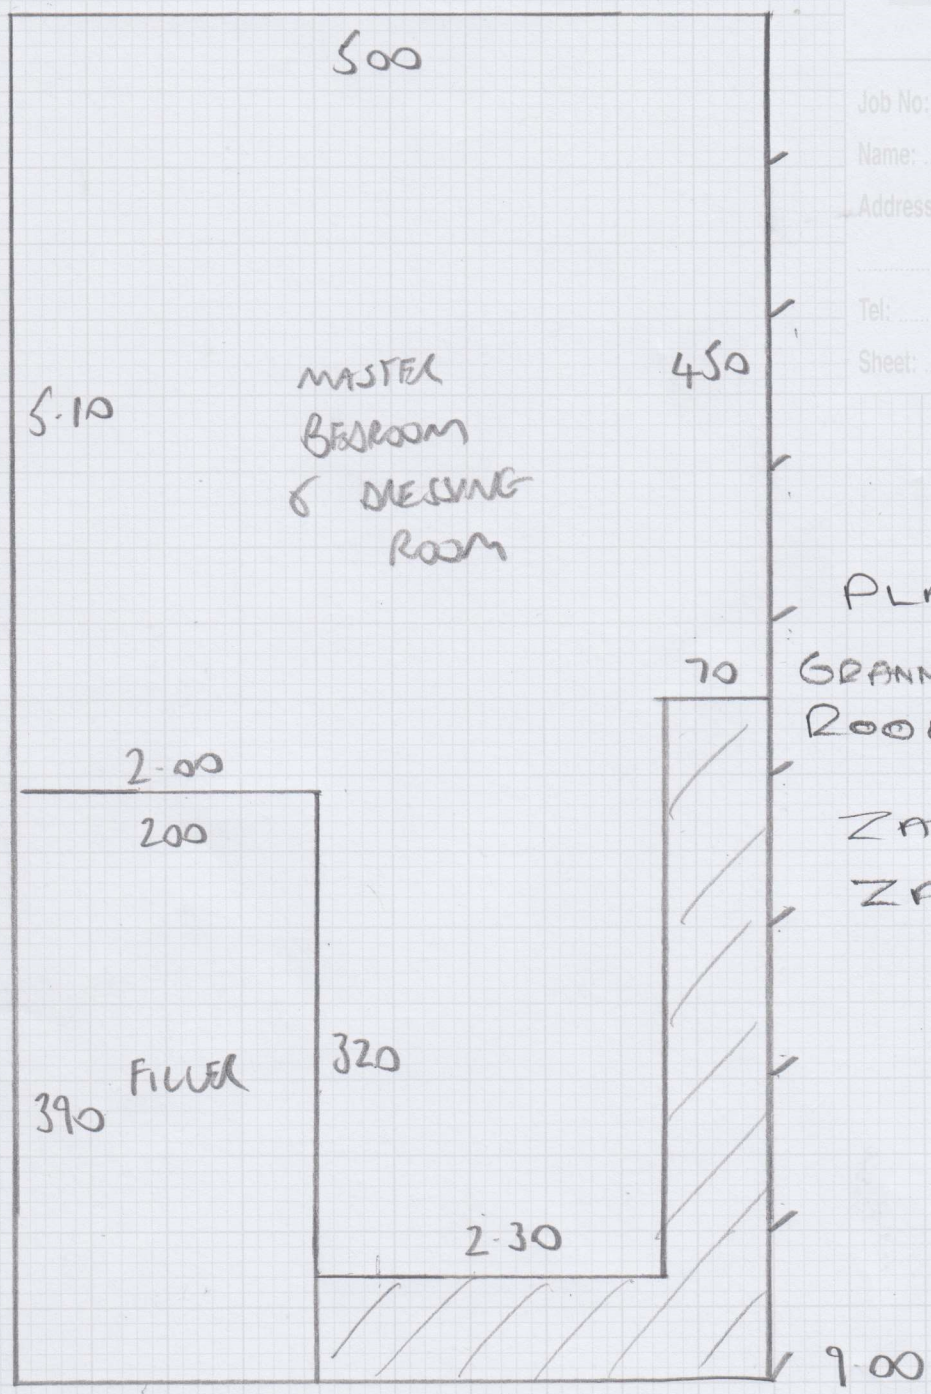 500
Job No:
Name:
Address
Tel:
Sheet:
5.10
MASTER
BEDROOM
& DRESSING
ROOM
450
70
2.00
200
FILLER
390
320
2.30
9.00